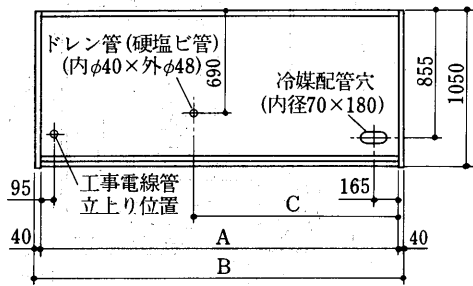 ドレン管(硬塩ビ管)
(内φ40×外φ48)
690
冷媒配管穴
(内径70×180)
855
1050
95
工事電線管
立上り位置
165
C
40
A
40
B